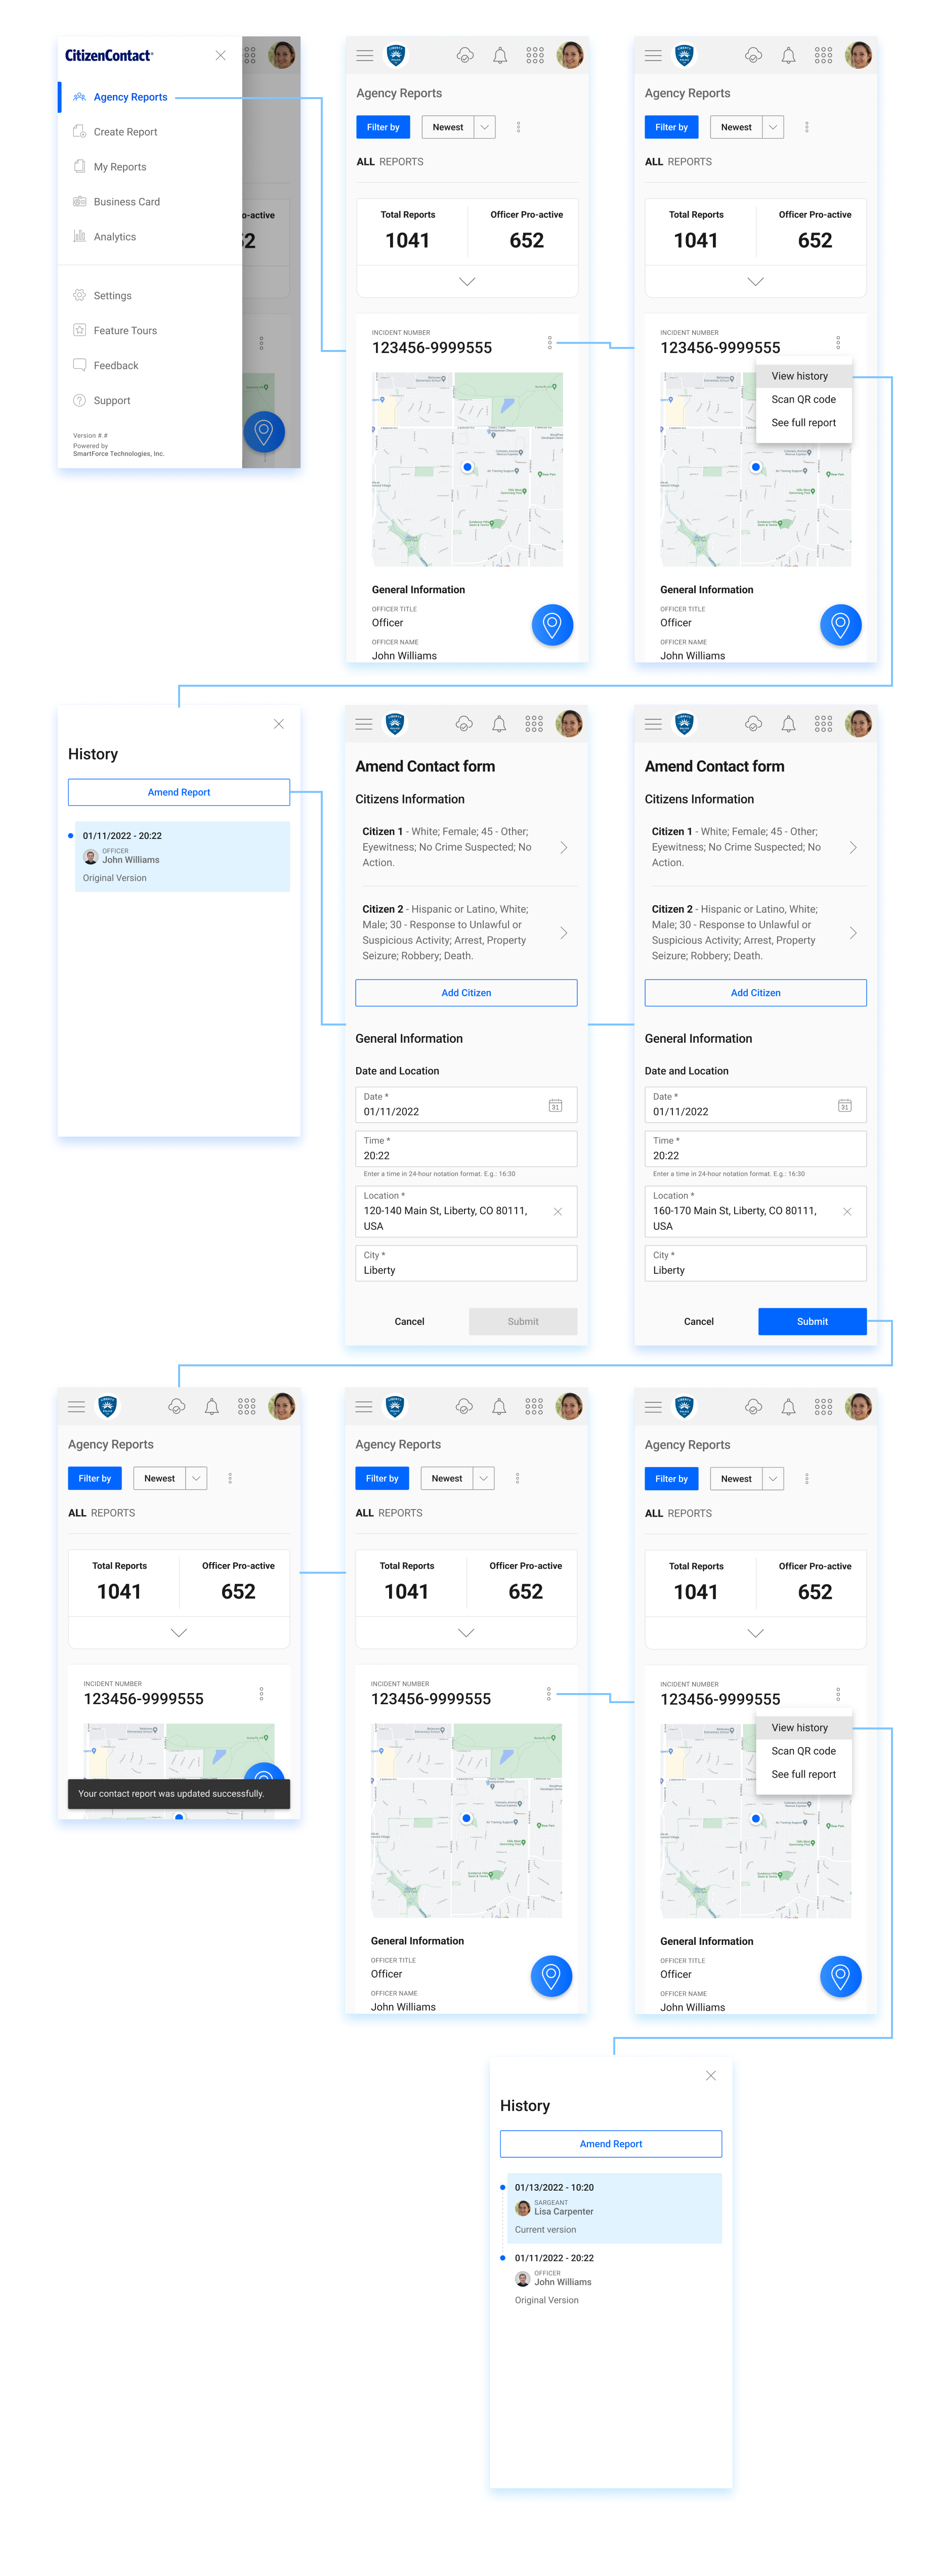 CitizenContact
Agency Reports
Create Report
My Reports
Business Card
Analytics
Settings
Feature Tours
Feedback
Support
Version #.#
Powered by
SmartForce Technologies, Inc.
o-active
52
Agency Reports
Filter by
Newest
ALL REPORTS
Total Reports
Officer Pro-active
1041
652
INCIDENT NUMBER
123456-9999555
General Information
OFFICER TITLE
Officer
OFFICER NAME
John Williams
Agency Reports
Filter by
Newest
ALL REPORTS
Total Reports
Officer Pro-active
1041
652
INCIDENT NUMBER
123456-9999555
View history
Scan QR code
See full report
General Information
OFFICER TITLE
Officer
OFFICER NAME
John Williams
History
Amend Report
01/11/2022 - 20:22
OFFICER
John Williams
Original Version
Amend Contact form
Citizens Information
Citizen 1 - White; Female; 45 - Other;
Eyewitness; No Crime Suspected; No
Action.
Citizen 2 - Hispanic or Latino, White;
Male; 30 - Response to Unlawful or
Suspicious Activity; Arrest, Property
Seizure; Robbery; Death.
Add Citizen
General Information
Date and Location
Date *
01/11/2022
31
Time *
20:22
Enter a time in 24-hour notation format. E.g.: 16:30
Location *
120-140 Main St, Liberty, CO 80111,
USA
City *
Liberty
Cancel
Submit
Amend Contact form
Citizens Information
Citizen 1 - White; Female; 45 - Other;
Eyewitness; No Crime Suspected; No
Action.
Citizen 2 - Hispanic or Latino, White;
Male; 30 - Response to Unlawful or
Suspicious Activity; Arrest, Property
Seizure; Robbery; Death.
Add Citizen
General Information
Date and Location
Date *
01/11/2022
31
Time *
20:22
Enter a time in 24-hour notation format. E.g.: 16:30
Location *
160-170 Main St, Liberty, CO 80111,
USA
City *
Liberty
Cancel
Submit
Agency Reports
Filter by
Newest
ALL REPORTS
Total Reports
Officer Pro-active
1041
652
INCIDENT NUMBER
123456-9999555
Your contact report was updated successfully.
Agency Reports
Filter by
Newest
ALL REPORTS
Total Reports
Officer Pro-active
1041
652
INCIDENT NUMBER
123456-9999555
General Information
OFFICER TITLE
Officer
OFFICER NAME
John Williams
Agency Reports
Filter by
Newest
ALL REPORTS
Total Reports
Officer Pro-active
1041
652
INCIDENT NUMBER
123456-9999555
View history
Scan QR code
See full report
General Information
OFFICER TITLE
Officer
OFFICER NAME
John Williams
History
Amend Report
01/13/2022 - 10:20
SARGEANT
Lisa Carpenter
Current version
01/11/2022 - 20:22
OFFICER
John Williams
Original Version